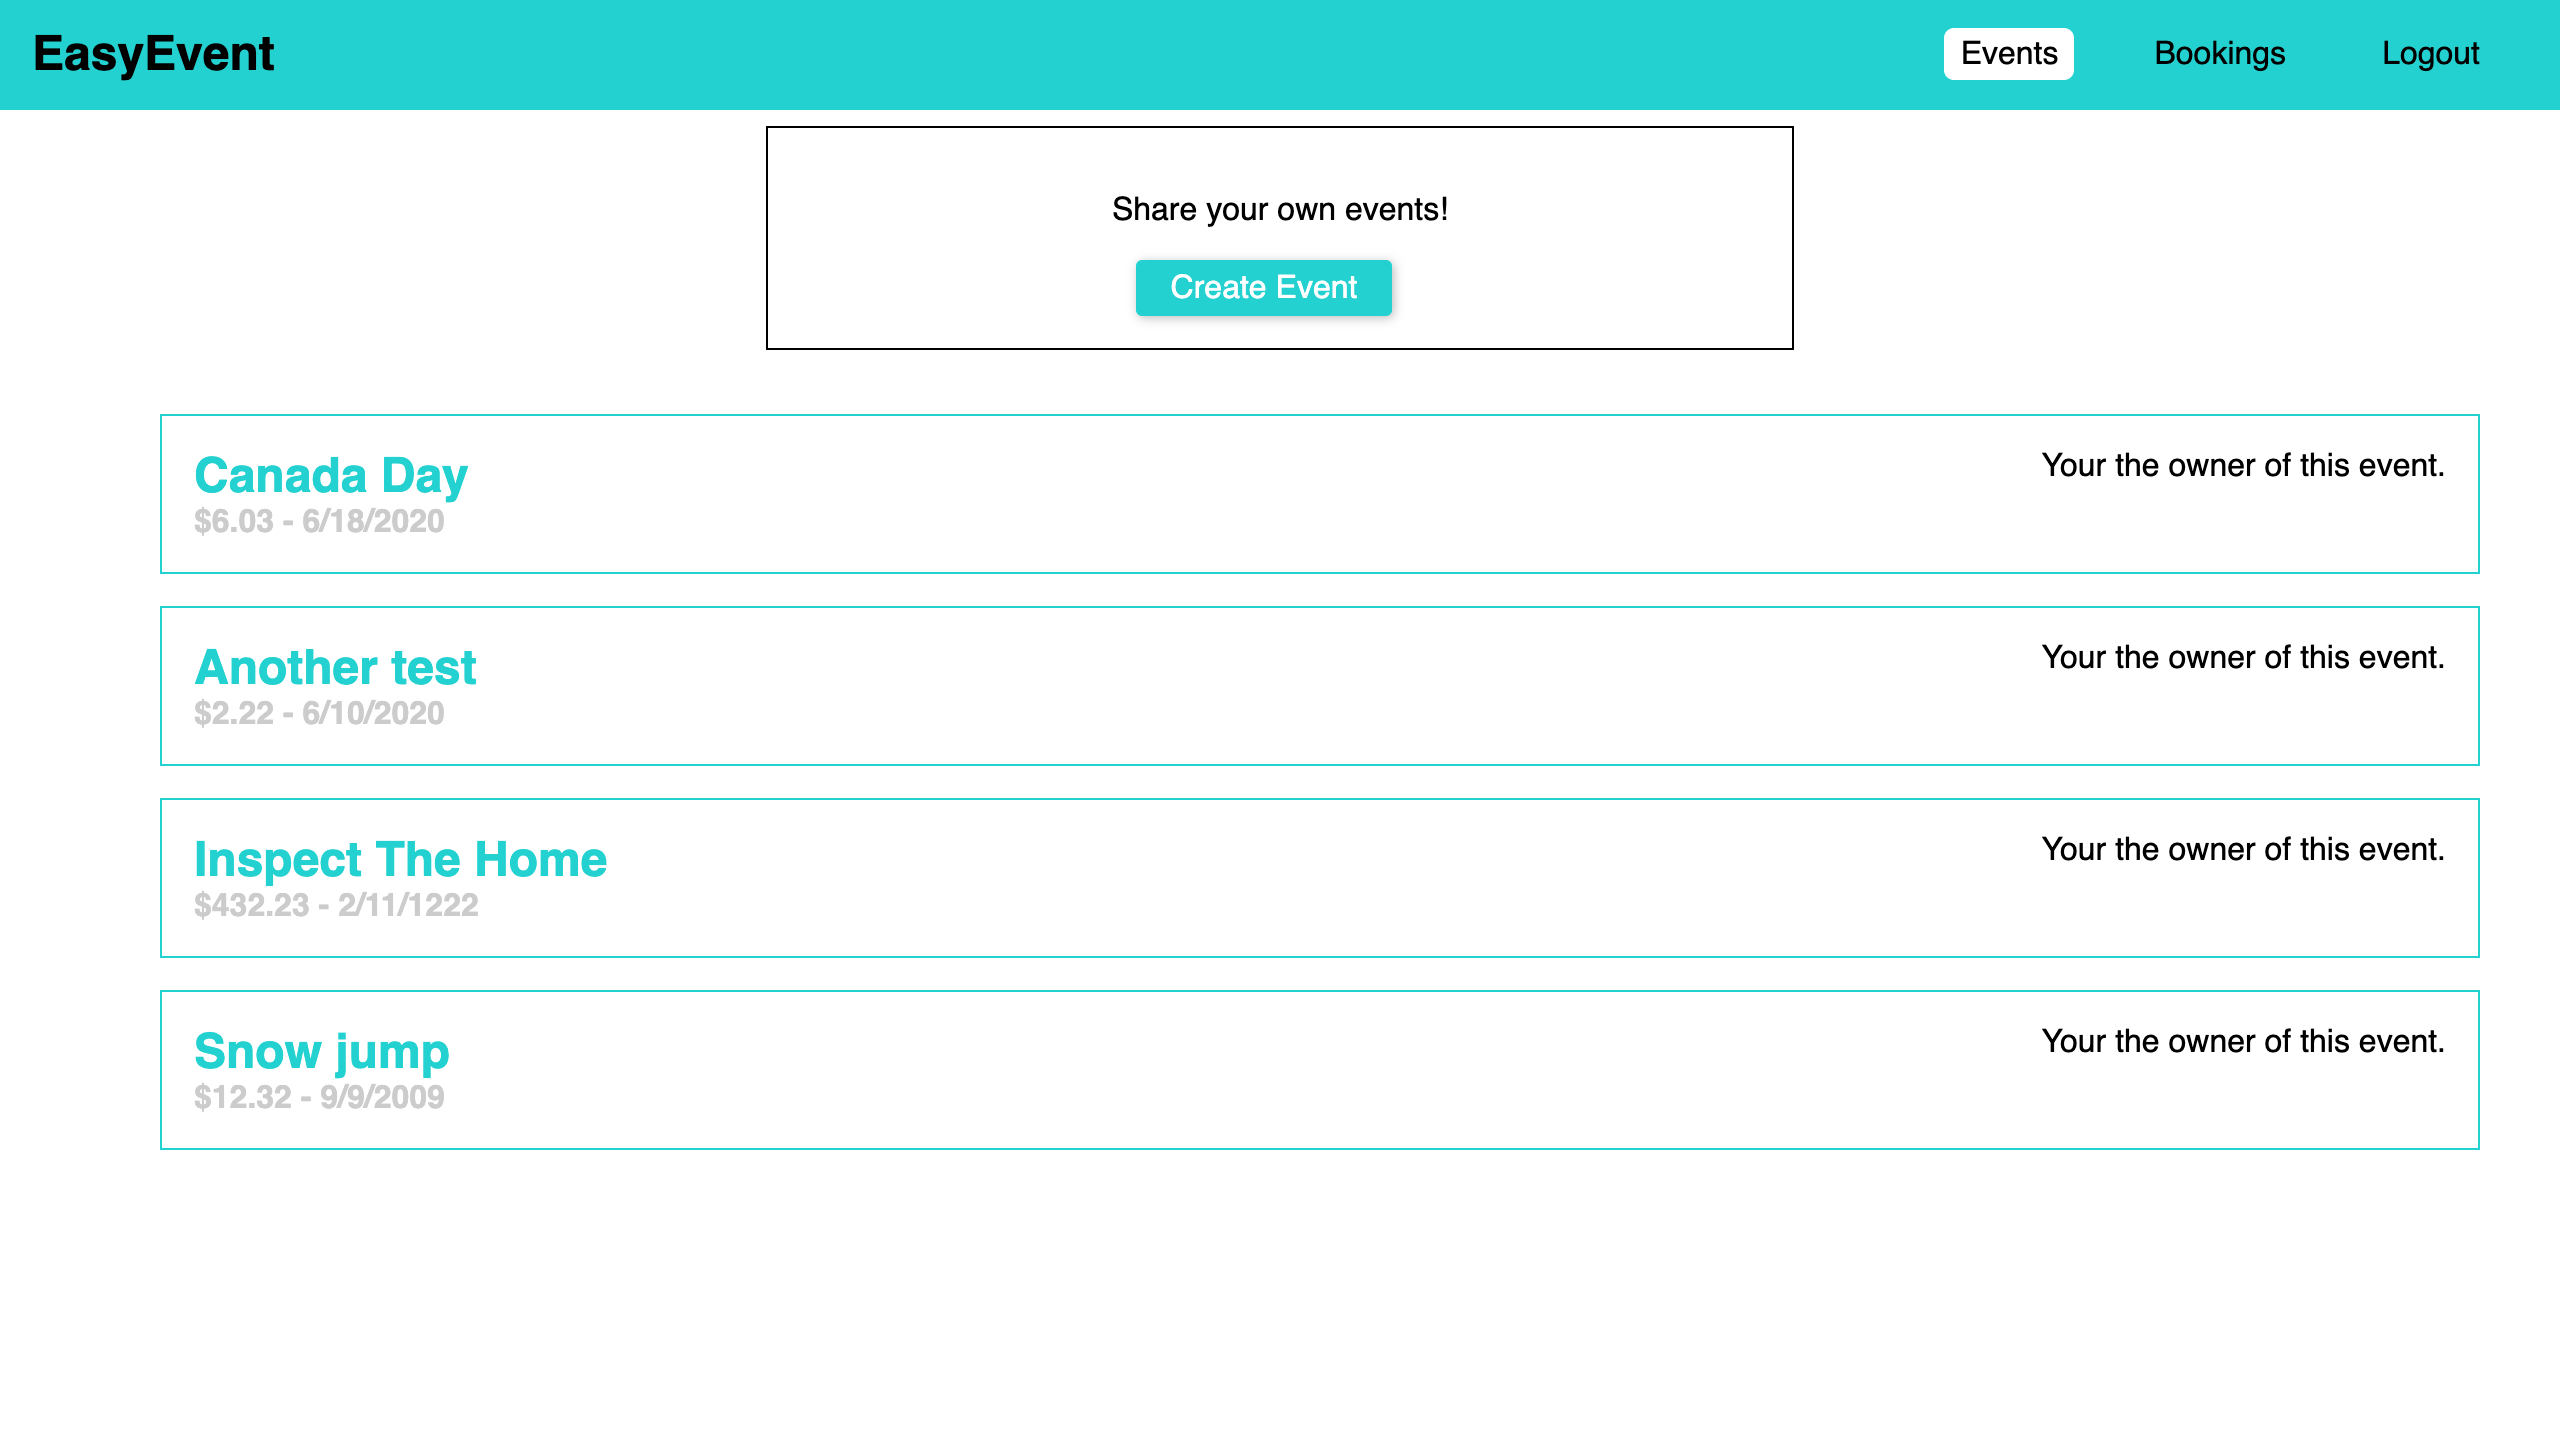 EasyEvent
Events
Bookings
Logout
Share your own events!
Create Event
Canada Day
Your the owner of this event.
$6.03 - 6/18/2020
Another test
Your the owner of this event.
$2.22 - 6/10/2020
Inspect The Home
Your the owner of this event.
$432.23 - 2/11/1222
Snow jump
Your the owner of this event.
$12.32 - 9/9/2009